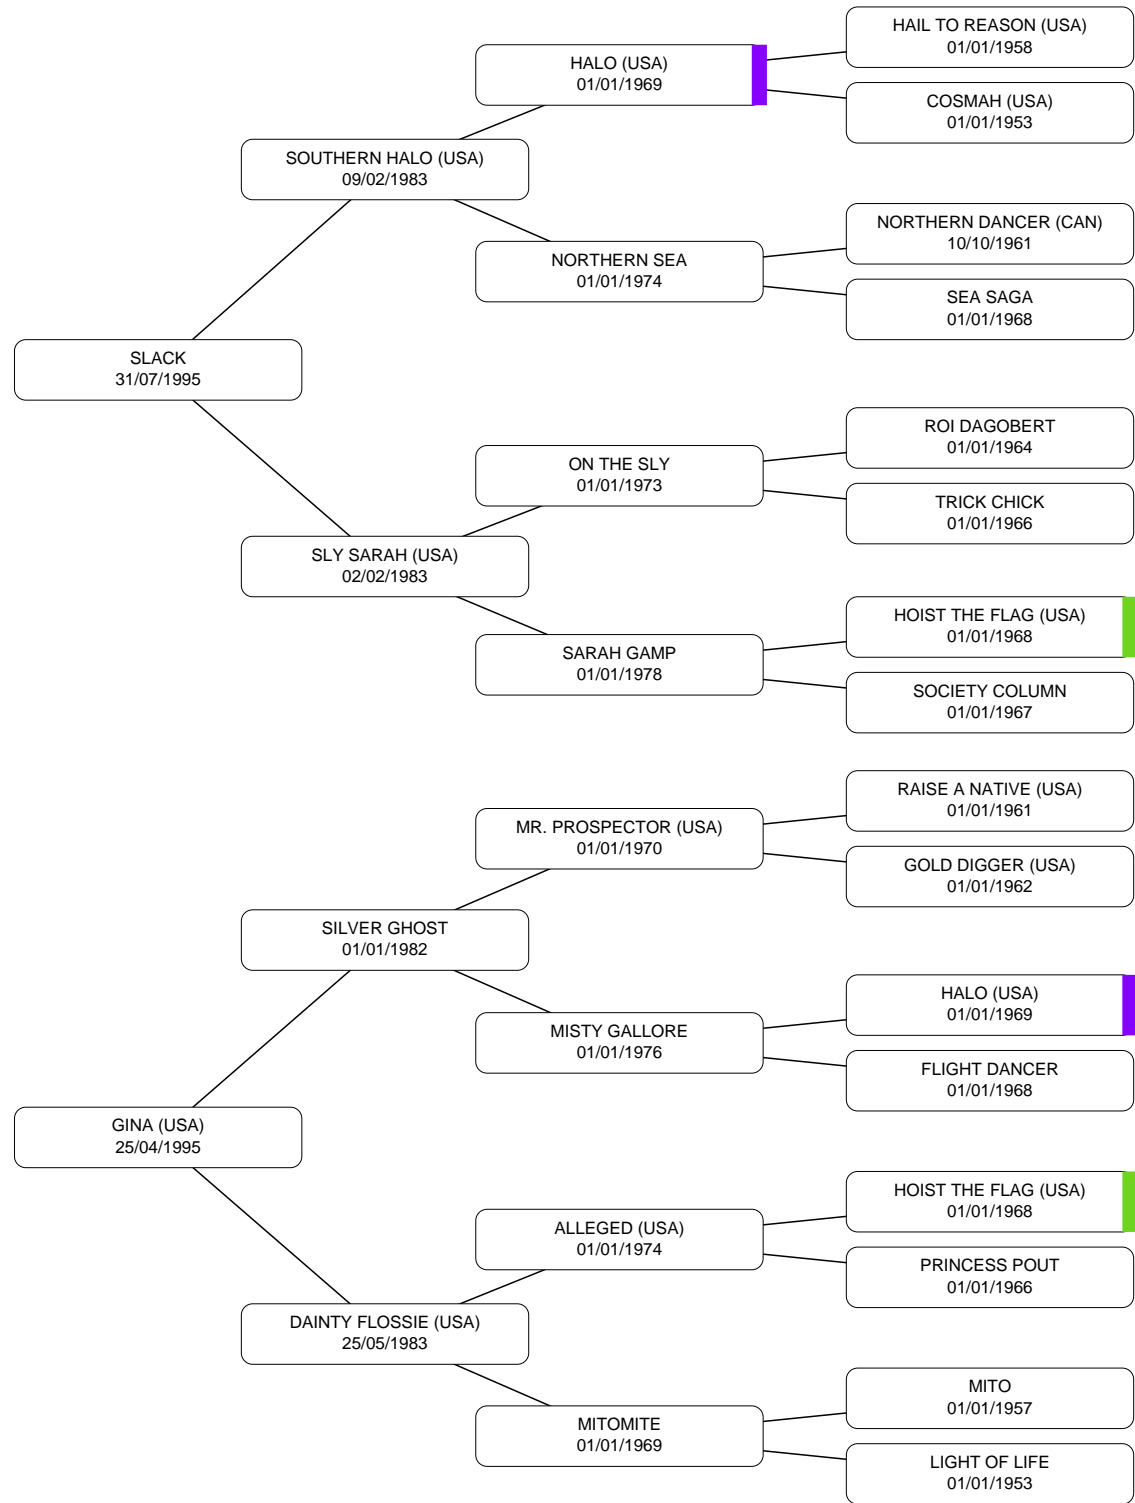 HAIL TO REASON (USA)
01/01/1958
HALO (USA)
01/01/1969
COSMAH (USA)
01/01/1953
SOUTHERN HALO (USA)
09/02/1983
NORTHERN DANCER (CAN)
10/10/1961
NORTHERN SEA
01/01/1974
SEA SAGA
01/01/1968
SLACK
31/07/1995
ROI DAGOBERT
01/01/1964
ON THE SLY
01/01/1973
TRICK CHICK
01/01/1966
SLY SARAH (USA)
02/02/1983
HOIST THE FLAG (USA)
01/01/1968
SARAH GAMP
01/01/1978
SOCIETY COLUMN
01/01/1967
RAISE A NATIVE (USA)
01/01/1961
MR. PROSPECTOR (USA)
01/01/1970
GOLD DIGGER (USA)
01/01/1962
SILVER GHOST
01/01/1982
HALO (USA)
01/01/1969
MISTY GALLORE
01/01/1976
FLIGHT DANCER
01/01/1968
GINA (USA)
25/04/1995
HOIST THE FLAG (USA)
01/01/1968
ALLEGED (USA)
01/01/1974
PRINCESS POUT
01/01/1966
DAINTY FLOSSIE (USA)
25/05/1983
MITO
01/01/1957
MITOMITE
01/01/1969
LIGHT OF LIFE
01/01/1953